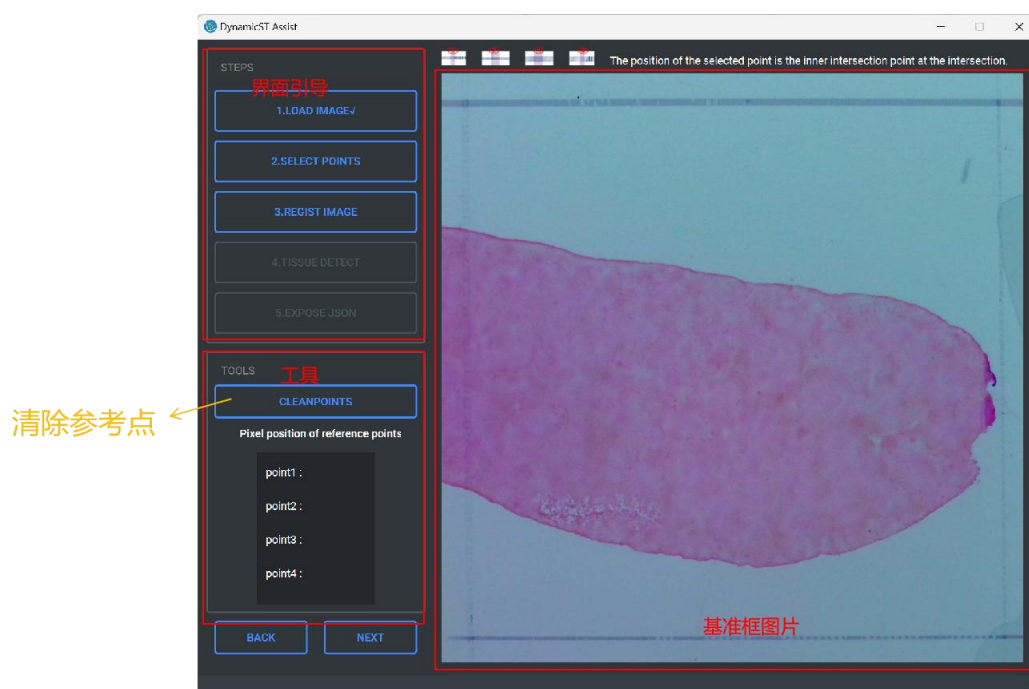 DynamicST Assist
The position of the selected point is the inner intersection point at the intersection.
STEPS
界面引导
1.LOAD IMAGE√
2.SELECT POINTS
3.REGIST IMAGE
4.TISSUE DETECT
5.EXPOSE JSON
TOOLS
工具
CLEANPOINTS
清除参考点
Pixel position of reference points
point1 :
point2 :
point3 :
point4 :
基准框图片
BACK
NEXT